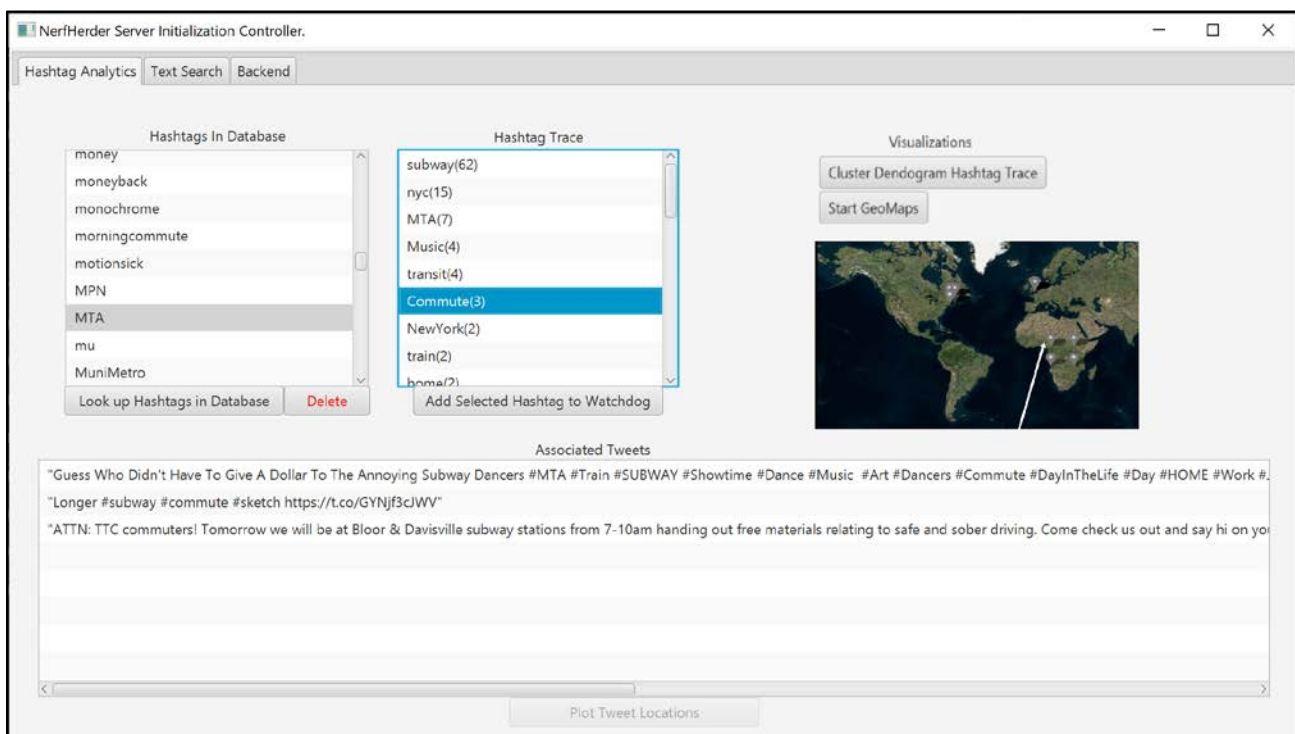 NerfHerder Server Initialization Controller.
Hashtag Analytics Text Search Backend
Hashtags In Database
money
moneyback
monochrome
morningcommute
motionsick
MPN
MTA
mu
MuniMetro
Look up Hashtags in Database Delete
Hashtag Trace
subway(62)
nyc(15)
MTA(7)
Music(4)
transit(4)
Commute(3)
NewYork(2)
train(2)
home(2)
Add Selected Hashtag to Watchdog
Visualizations
Cluster Dendogram Hashtag Trace
Start GeoMaps
Associated Tweets
"Guess Who Didn't Have To Give A Dollar To The Annoying Subway Dancers #MTA #Train #SUBWAY #Showtime #Dance #Music #Art #Dancers #Commute #DayInTheLife #Day #HOME #Work #..
"Longer #subway #commute #sketch https://t.co/GYNjf3cJWV"
"ATTN: TTC commuters! Tomorrow we will be at Bloor & Davisville subway stations from 7-10am handing out free materials relating to safe and sober driving. Come check us out and say hi on yo
Plot Tweet Locations